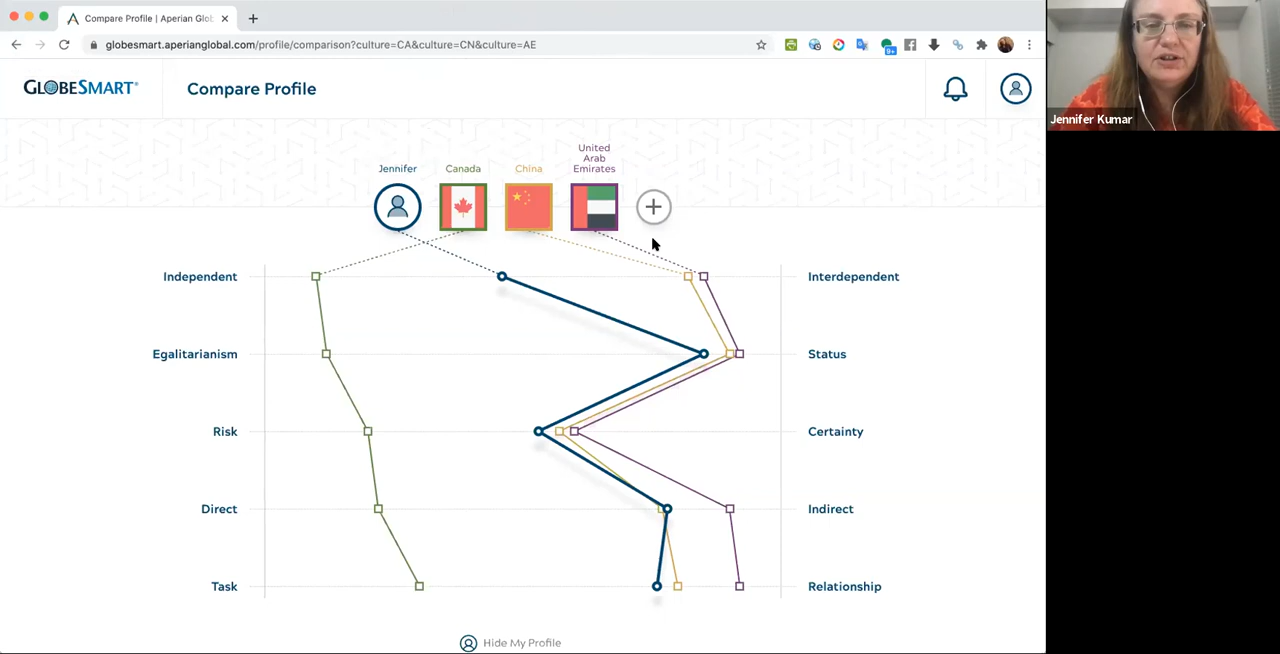 Compare Profile | Aperian Glob
globesmart.aperianglobal.com/profile/comparison?culture=CA&culture=CN&culture=AE
9+
GLOBESMART®
Compare Profile
Jennifer Kumar
Jennifer
Canada
China
United
Arab
Emirates
Independent
Interdependent
Egalitarianism
Status
Risk
Certainty
Direct
Indirect
Task
Relationship
Hide My Profile